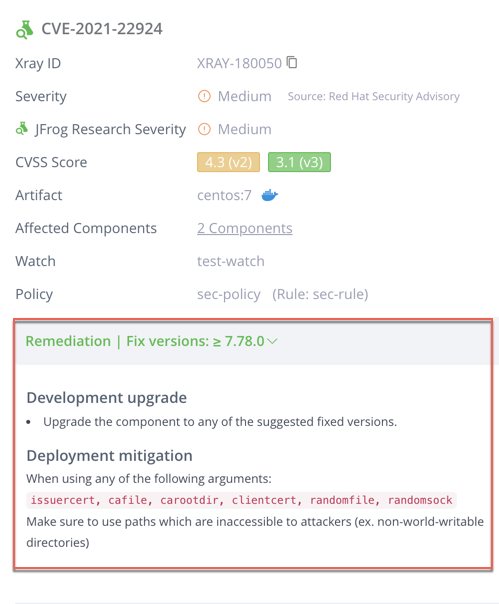 CVE-2021-22924
Xray ID XRAY-180050
Severity Medium Source: Red Hat Security Advisory
JFrog Research Severity Medium
CVSS Score 4.3 (v2) 3.1 (v3)
Artifact centos:7
Affected Components 2 Components
Watch test-watch
Policy sec-policy (Rule: sec-rule)
Remediation | Fix versions: ≥ 7.78.0
Development upgrade
• Upgrade the component to any of the suggested fixed versions.
Deployment mitigation
When using any of the following arguments:
issuercert, cafile, carootdir, clientcert, randomfile, randomsock
Make sure to use paths which are inaccessible to attackers (ex. non-world-writable
directories)